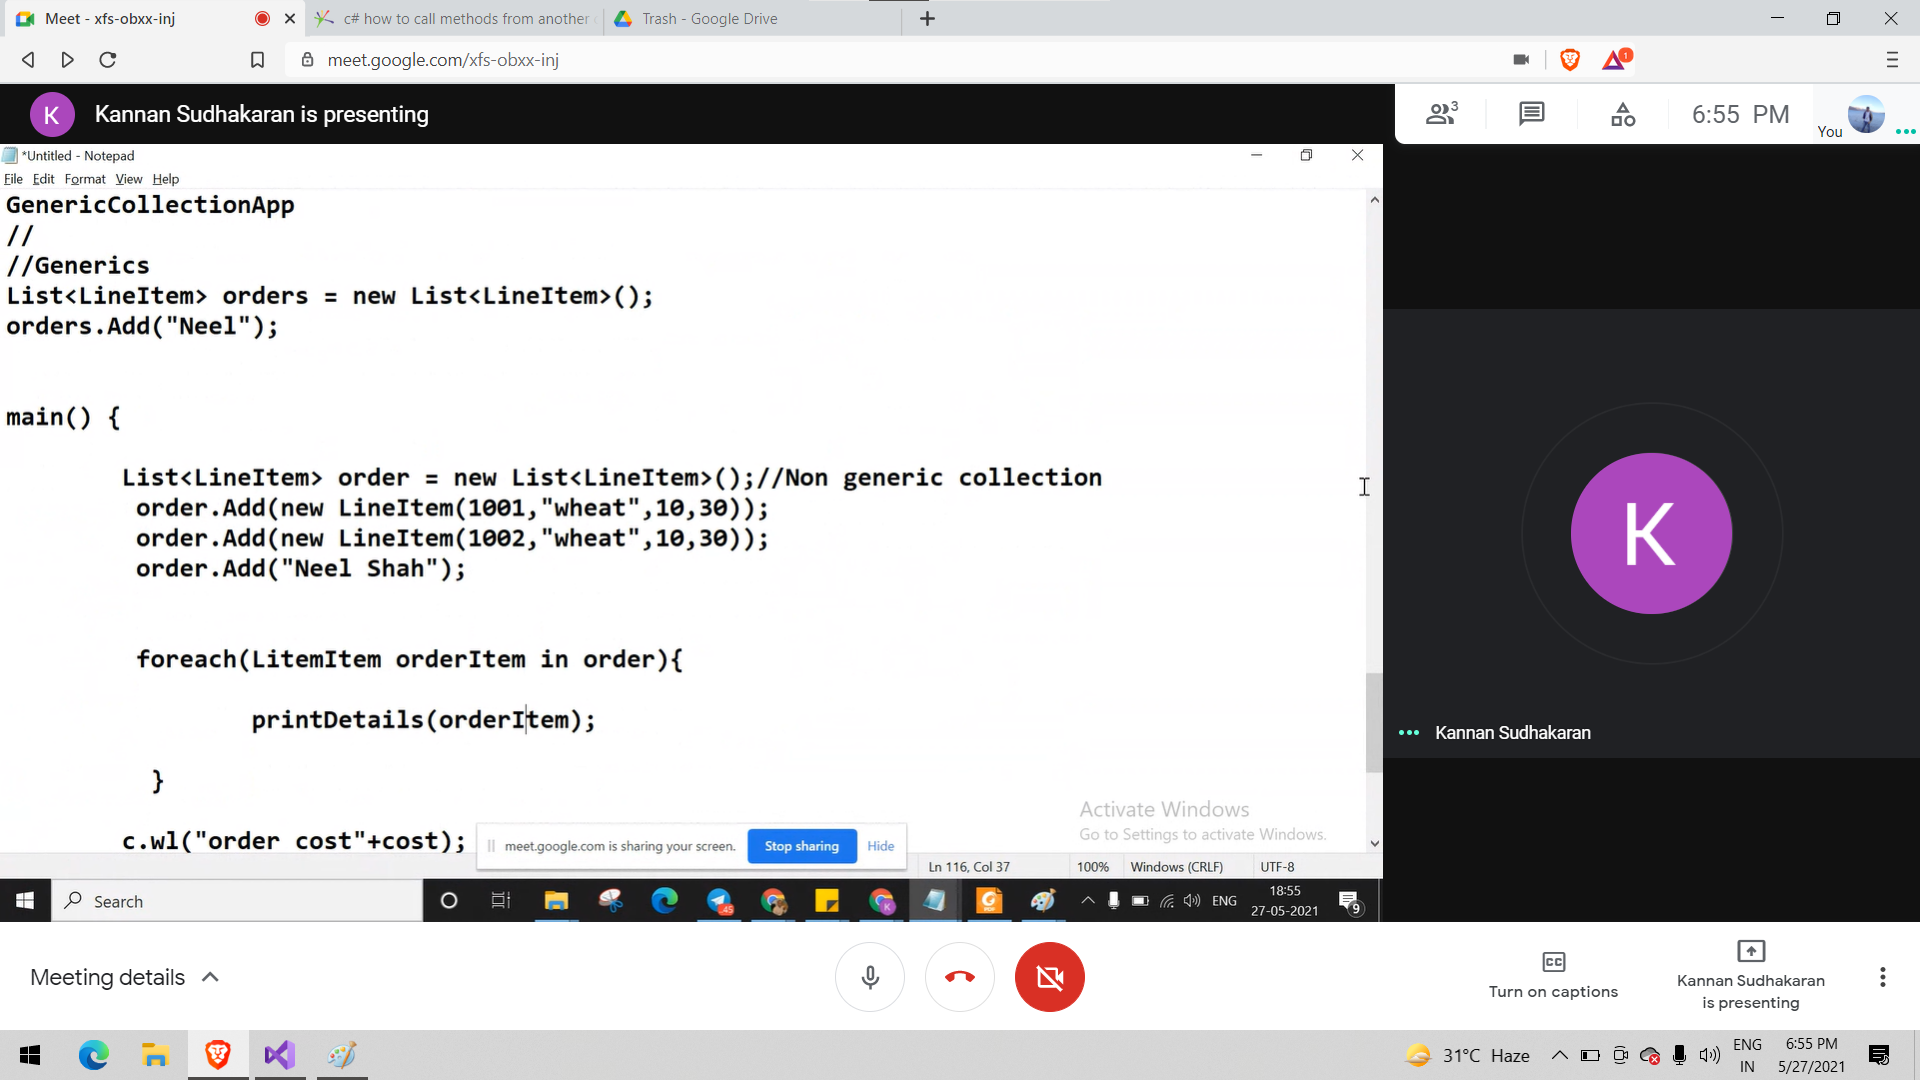 Meet - xfs-obxx-inj
c# how to call methods from another
Trash - Google Drive
meet.google.com/xfs-obxx-inj
1
K
Kannan Sudhakaran is presenting
3
6:55 PM
You
*Untitled - Notepad
File Edit Format View Help
GenericCollectionApp
//
//Generics
List<LineItem> orders = new List<LineItem>();
orders.Add("Neel");
main() {
List<LineItem> order = new List<LineItem>();//Non generic collection
order.Add(new LineItem(1001,"wheat",10,30));
order.Add(new LineItem(1002,"wheat",10,30));
order.Add("Neel Shah");
foreach(LitemItem orderItem in order){
printDetails(orderItem);
}
c.wl("order cost"+cost);
K
Kannan Sudhakaran
Activate Windows
Go to Settings to activate Windows.
meet.google.com is sharing your screen.
Stop sharing
Hide
Ln 116, Col 37
100%
Windows (CRLF)
UTF-8
Search
45
K
PDF
ENG
18:55
27-05-2021
9
Meeting details
CC
Turn on captions
Kannan Sudhakaran
is presenting
31°C Haze
ENG
IN
6:55 PM
5/27/2021